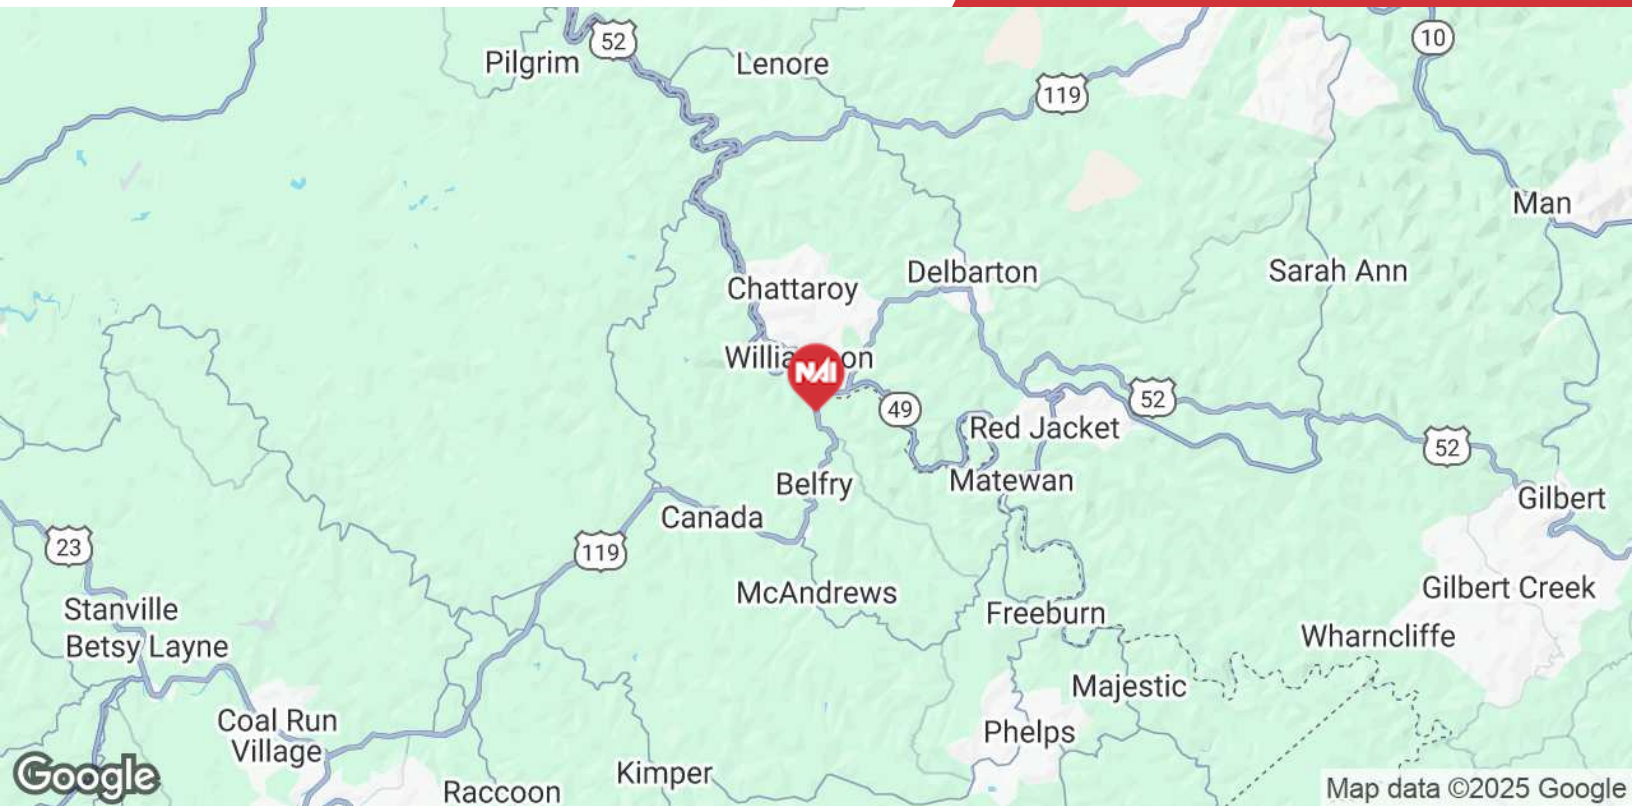 52
Pilgrim
Lenore
10
119
Man
Delbarton
Sarah Ann
Chattaroy
NAI
49
52
Red Jacket
52
Belfry
Matewan
Gilbert
Canada
23
119
Gilbert Creek
McAndrews
Stanville
Freeburn
Betsy Layne
Wharncliffe
Majestic
Coal Run
Village
Phelps
Kimper
Google
Raccoon
Map data ©2025 Google